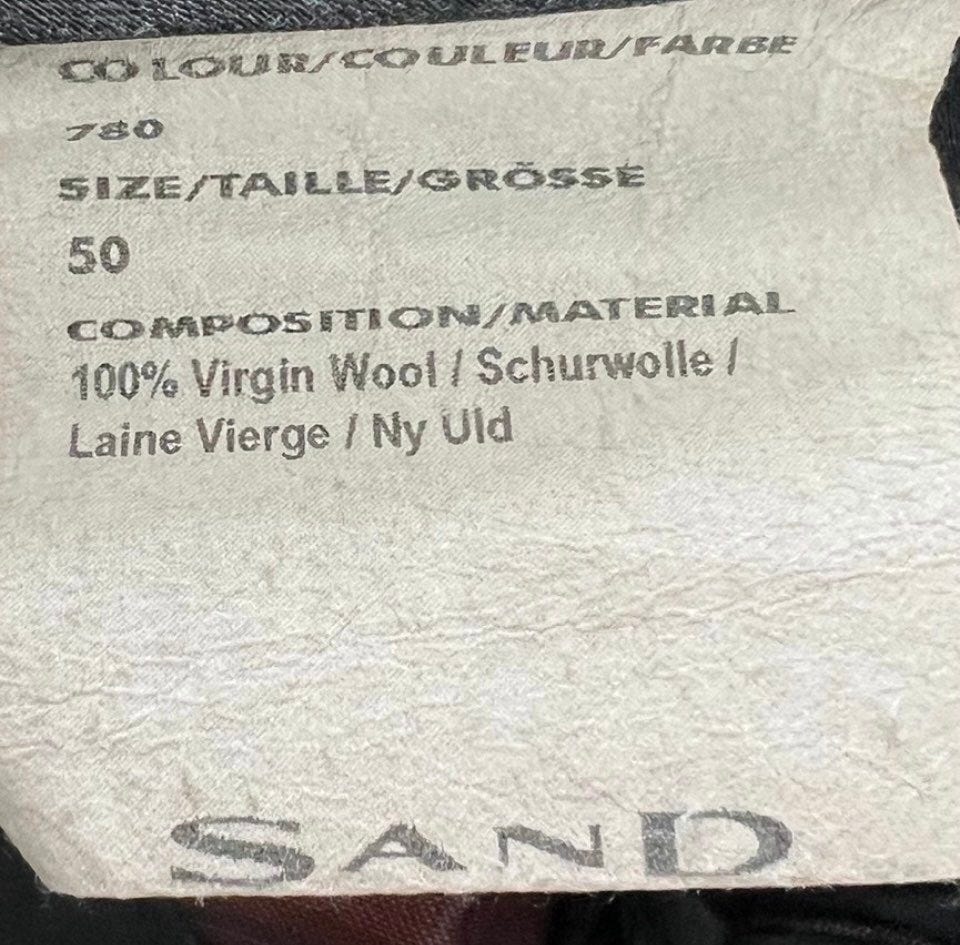 COLOUR/COULEUR/FARBE
780
SIZE/TAILLE/GRÖSSE
50
COMPOSITION/MATERIAL
100% Virgin Wool / Schurwolle /
Laine Vierge / Ny Uld
SAND